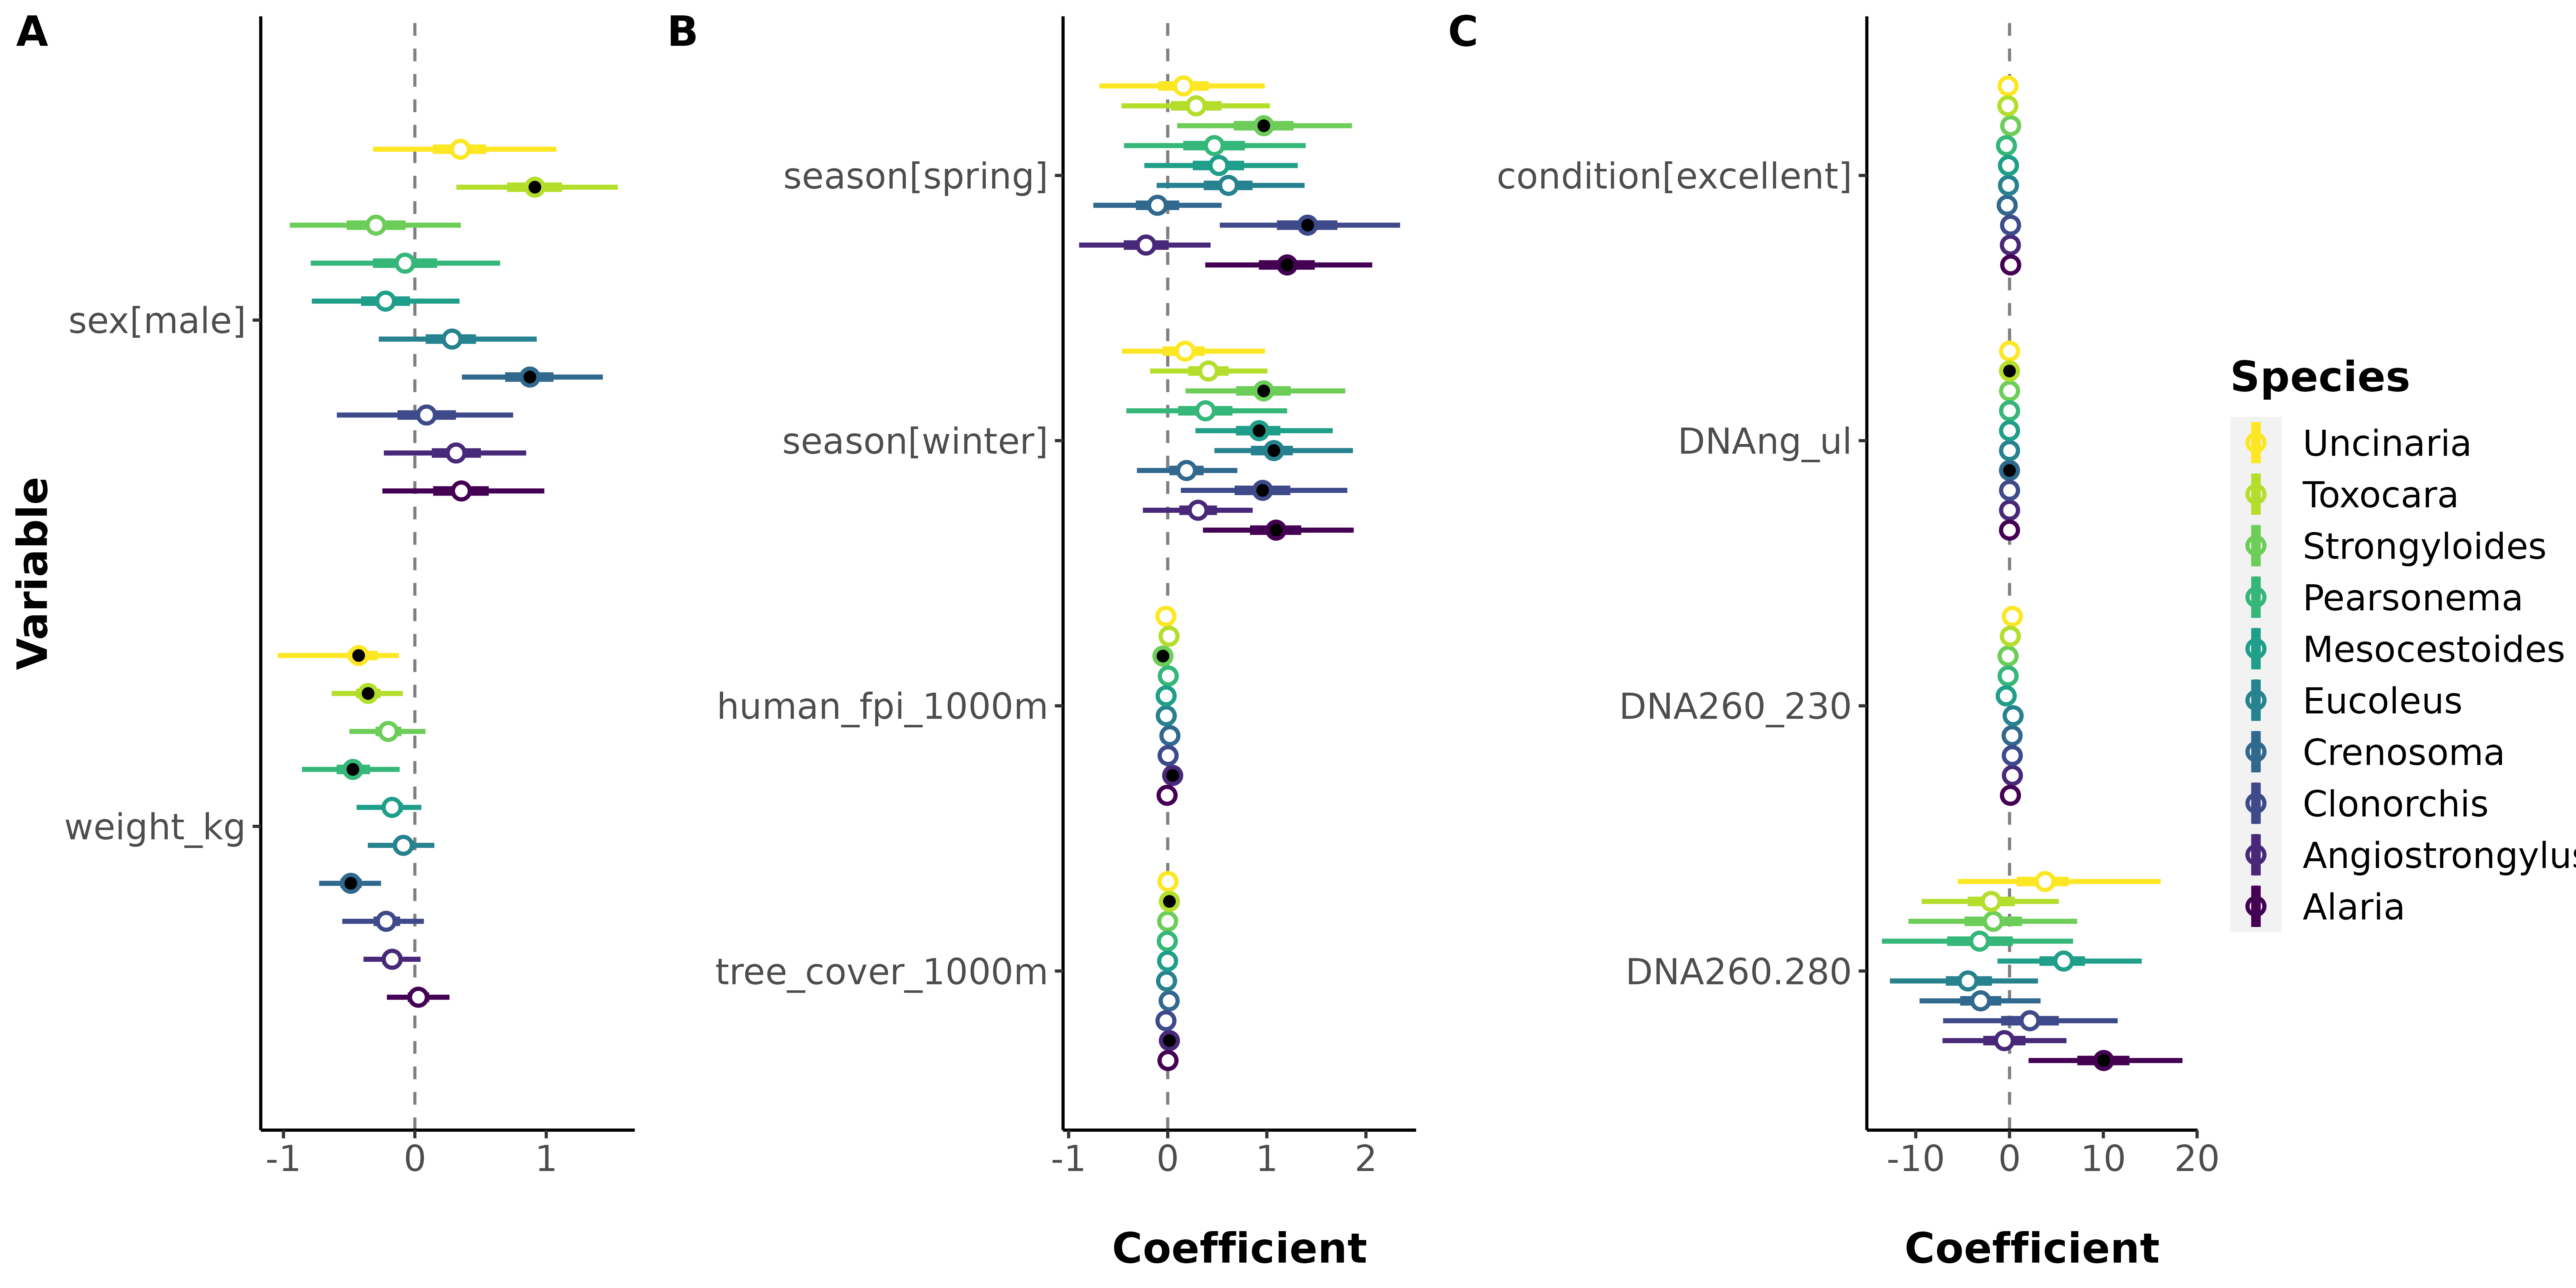 A
B
C
Variable
sex[male]
weight_kg
-1 0 1
season[spring]
season[winter]
human_fpi_1000m
tree_cover_1000m
-1 0 1 2
Coefficient
condition[excellent]
DNAng_ul
DNA260_230
DNA260.280
-10 0 10 20
Coefficient
Species
Uncinaria
Toxocara
Strongyloides
Pearsonema
Mesocestoides
Eucoleus
Crenosoma
Clonorchis
Angiostrongylus
Alaria